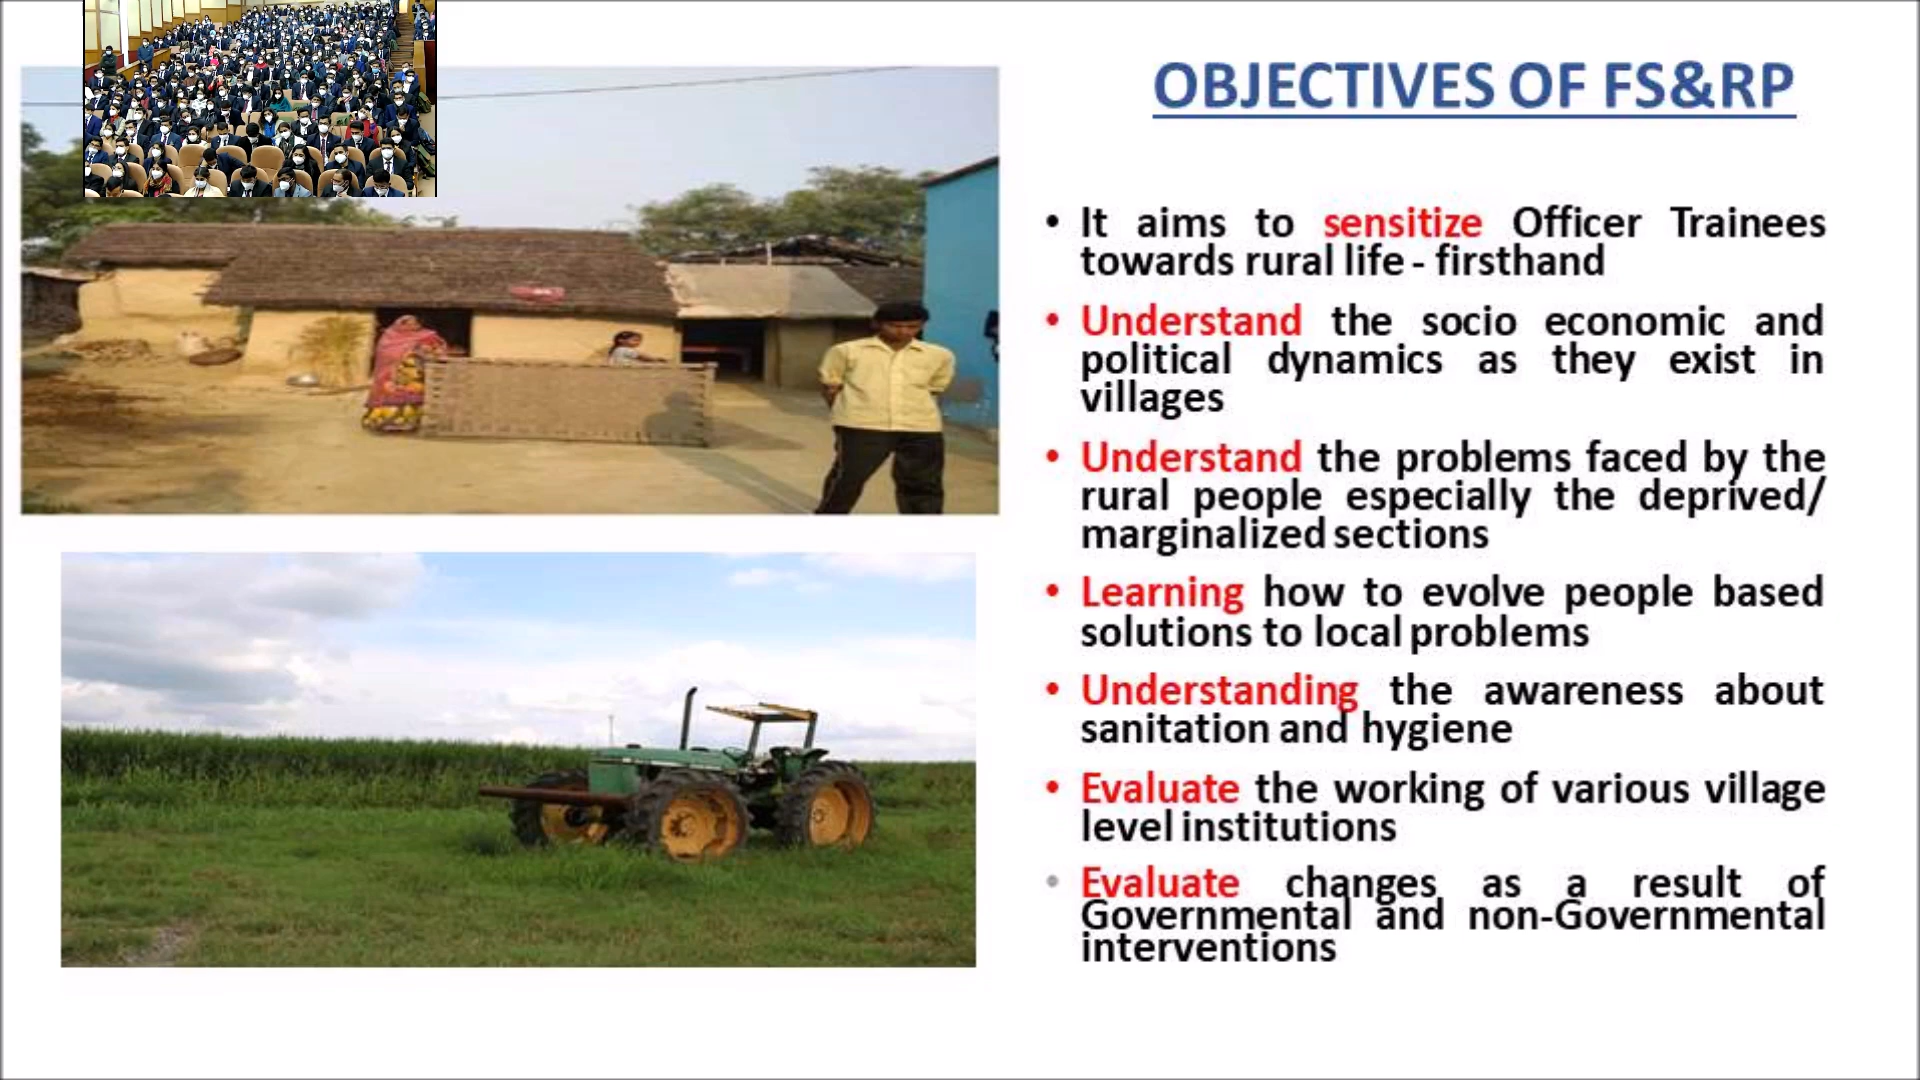 OBJECTIVES OF FS&RP
• It aims to sensitize Officer Trainees
towards rural life - firsthand
• Understand the socio economic and
political dynamics as they exist in
villages
• Understand the problems faced by the
rural people especially the deprived/
marginalized sections
• Learning how to evolve people based
solutions to local problems
• Understanding the awareness about
sanitation and hygiene
• Evaluate the working of various village
level institutions
• Evaluate changes as a result of
Governmental and non-Governmental
interventions